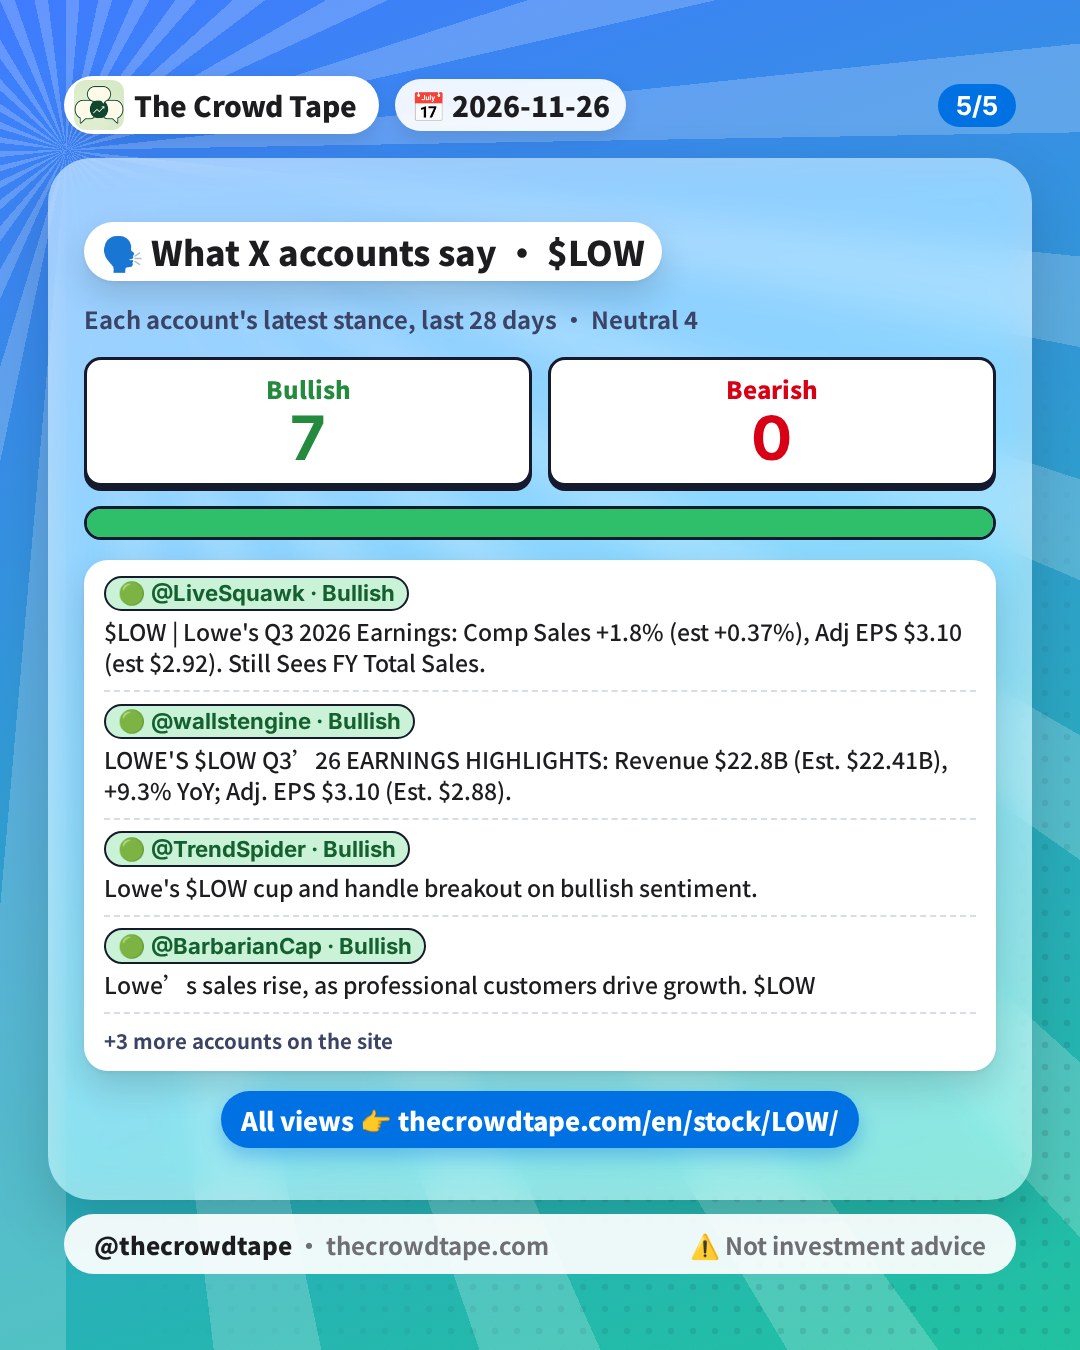 The Crowd Tape
📅 2026-11-26
5/5
🗣️ What X accounts say · $LOW
Each account's latest stance, last 28 days · Neutral 4
Bullish
7
Bearish
0
🟢 @LiveSquawk · Bullish
$LOW | Lowe's Q3 2026 Earnings: Comp Sales +1.8% (est +0.37%), Adj EPS $3.10
(est $2.92). Still Sees FY Total Sales.
🟢 @wallstengine · Bullish
LOWE'S $LOW Q3’26 EARNINGS HIGHLIGHTS: Revenue $22.8B (Est. $22.41B),
+9.3% YoY; Adj. EPS $3.10 (Est. $2.88).
🟢 @TrendSpider · Bullish
Lowe's $LOW cup and handle breakout on bullish sentiment.
🟢 @BarbarianCap · Bullish
Lowe’s sales rise, as professional customers drive growth. $LOW
+3 more accounts on the site
All views 👉 thecrowdtape.com/en/stock/LOW/
@thecrowdtape · thecrowdtape.com
⚠️ Not investment advice